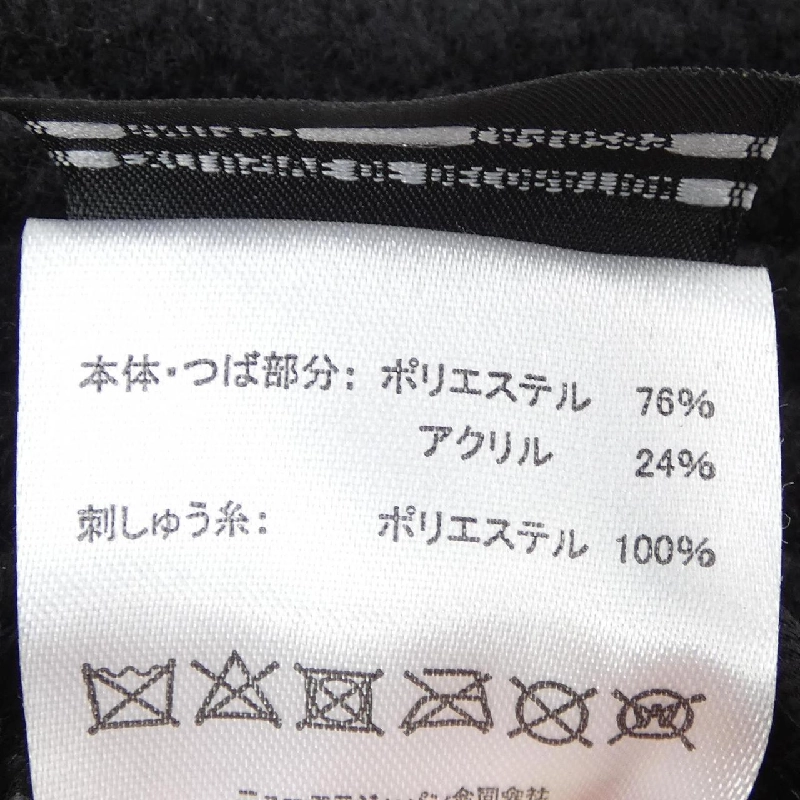 本体・つば部分: ポリエステル 76%
アクリル 24%
刺しゅう糸: ポリエステル 100%